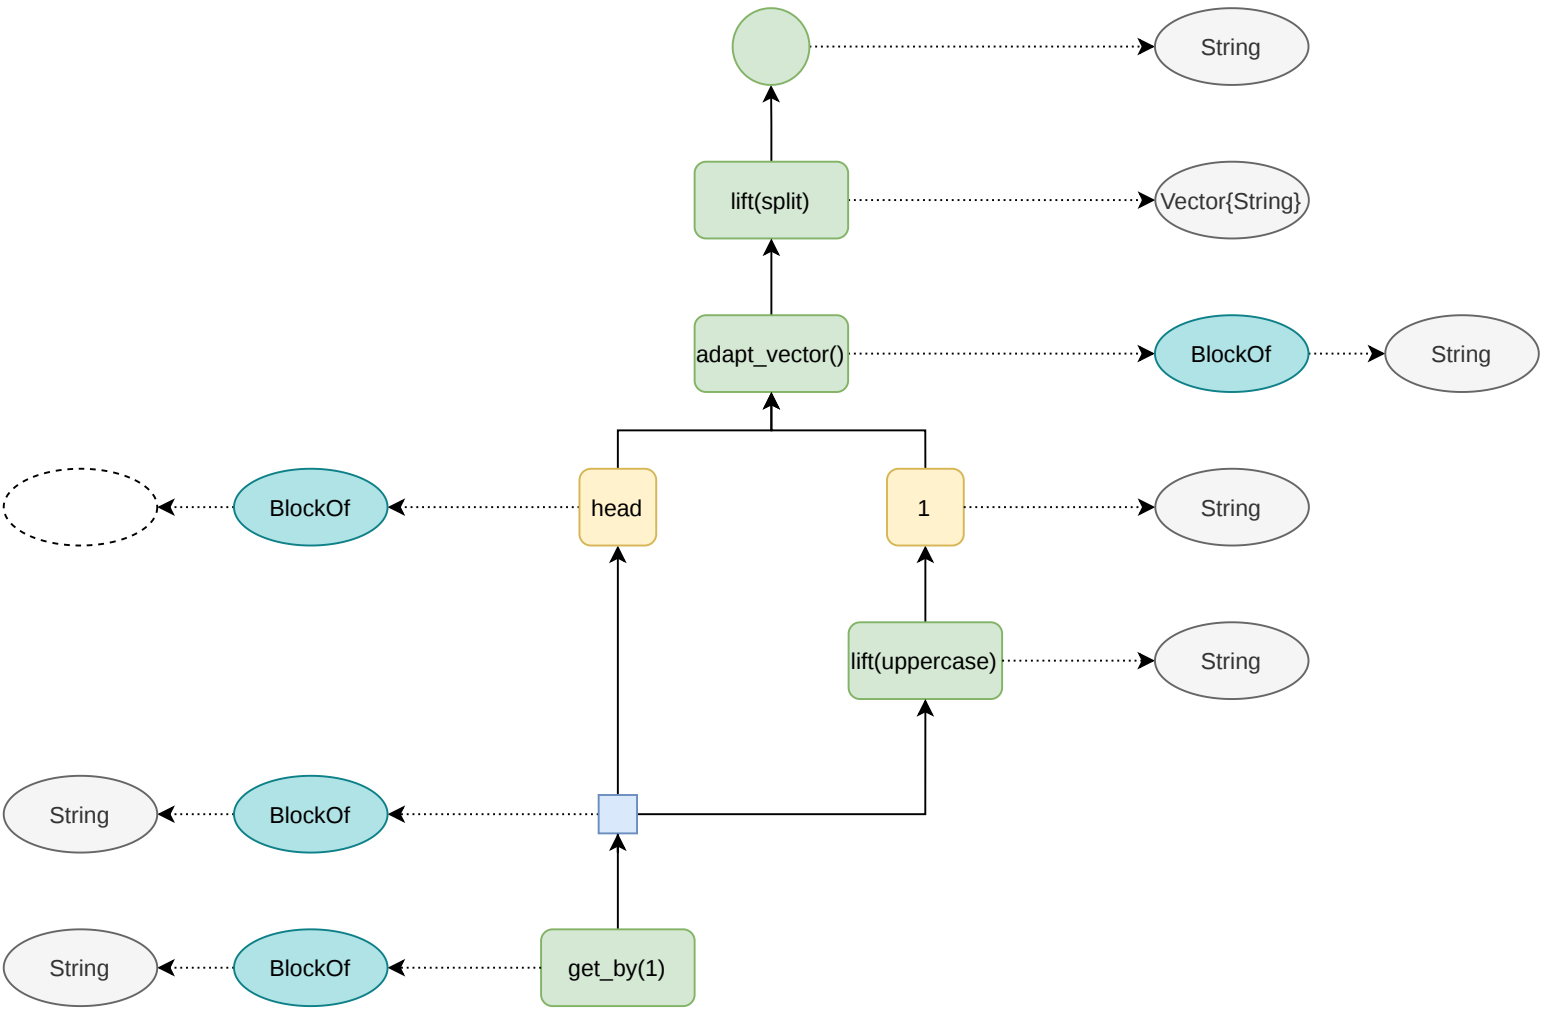 String
lift(split)
Vector{String}
adapt_vector()
BlockOf
String
BlockOf
head
1
String
lift(uppercase)
String
String
BlockOf
String
BlockOf
get_by(1)